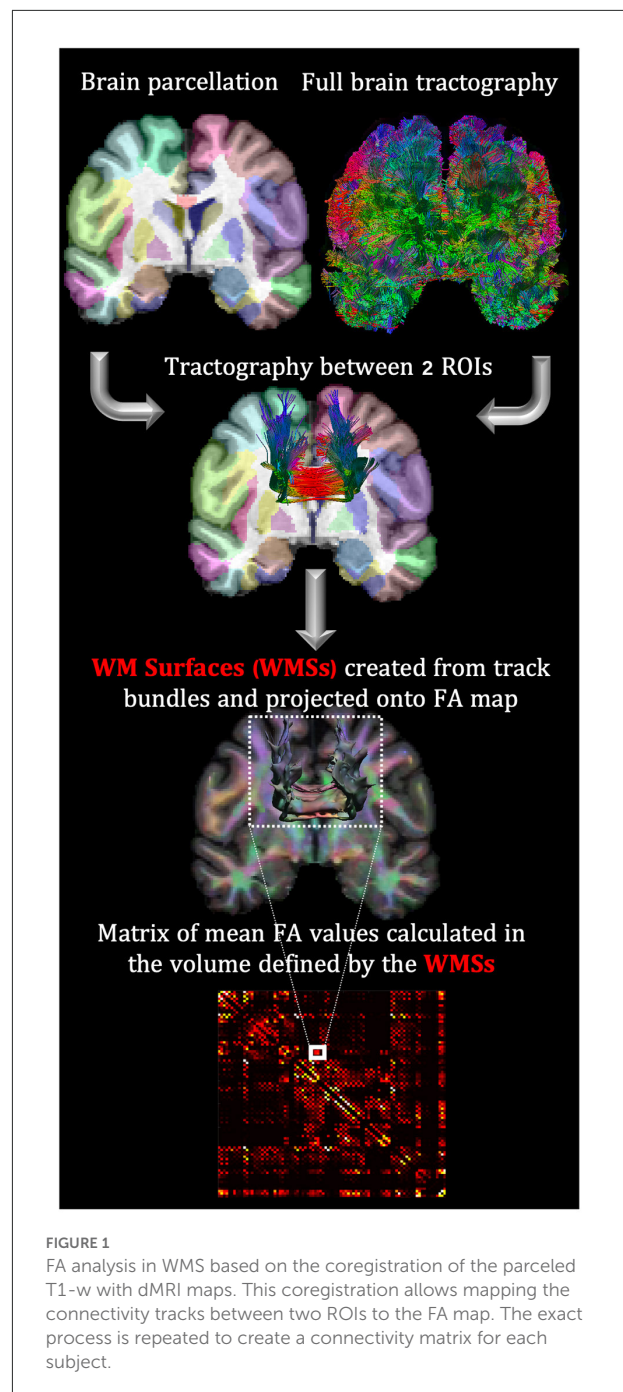 Brain parcellation Full brain tractography
Tractography between 2 ROIs
WM Surfaces (WMSs) created from track
bundles and projected onto FA map
Matrix of mean FA values calculated in
the volume defined by the WMSs
FIGURE 1
FA analysis in WMS based on the coregistration of the parceled
T1-w with dMRI maps. This coregistration allows mapping the
connectivity tracks between two ROIs to the FA map. The exact
process is repeated to create a connectivity matrix for each
subject.